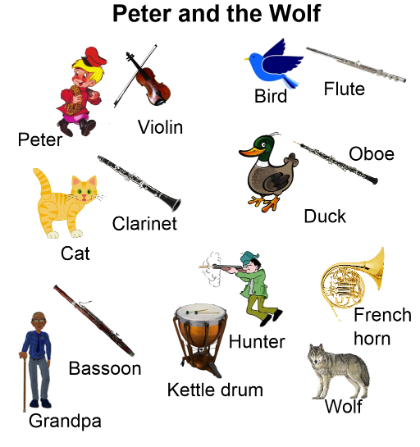 Peter and the Wolf
Peter
Violin
Bird
Flute
Cat
Clarinet
Duck
Oboe
Grandpa
Bassoon
Kettle drum
Hunter
French
horn
Wolf